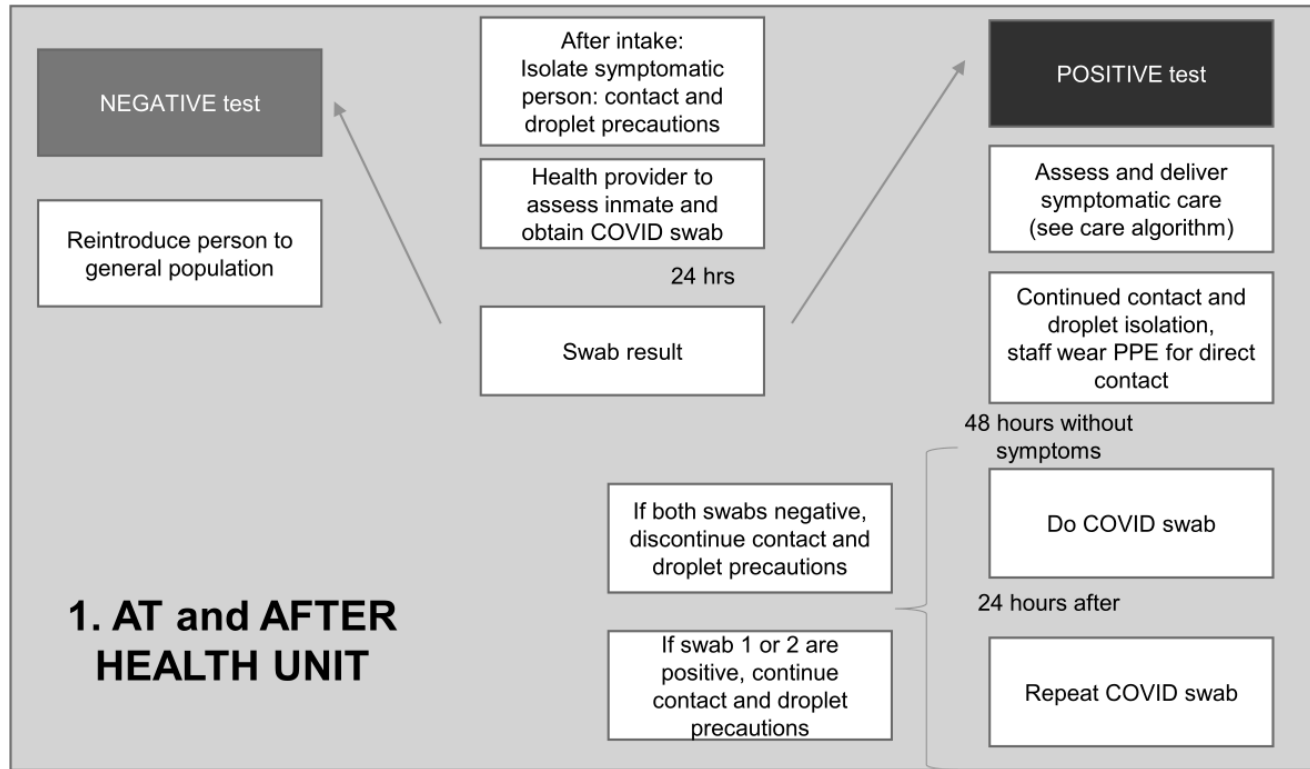 NEGATIVE test
Reintroduce person to
general population
After intake:
Isolate symptomatic
person: contact and
droplet precautions
Health provider to
assess inmate and
obtain COVID swab
24 hrs
Swab result
POSITIVE test
Assess and deliver
symptomatic care
(see care algorithm)
Continued contact and
droplet isolation,
staff wear PPE for direct
contact
48 hours without
symptoms
Do COVID swab
24 hours after
Repeat COVID swab
If both swabs negative,
discontinue contact and
droplet precautions
If swab 1 or 2 are
positive, continue
contact and droplet
precautions
1. AT and AFTER
HEALTH UNIT